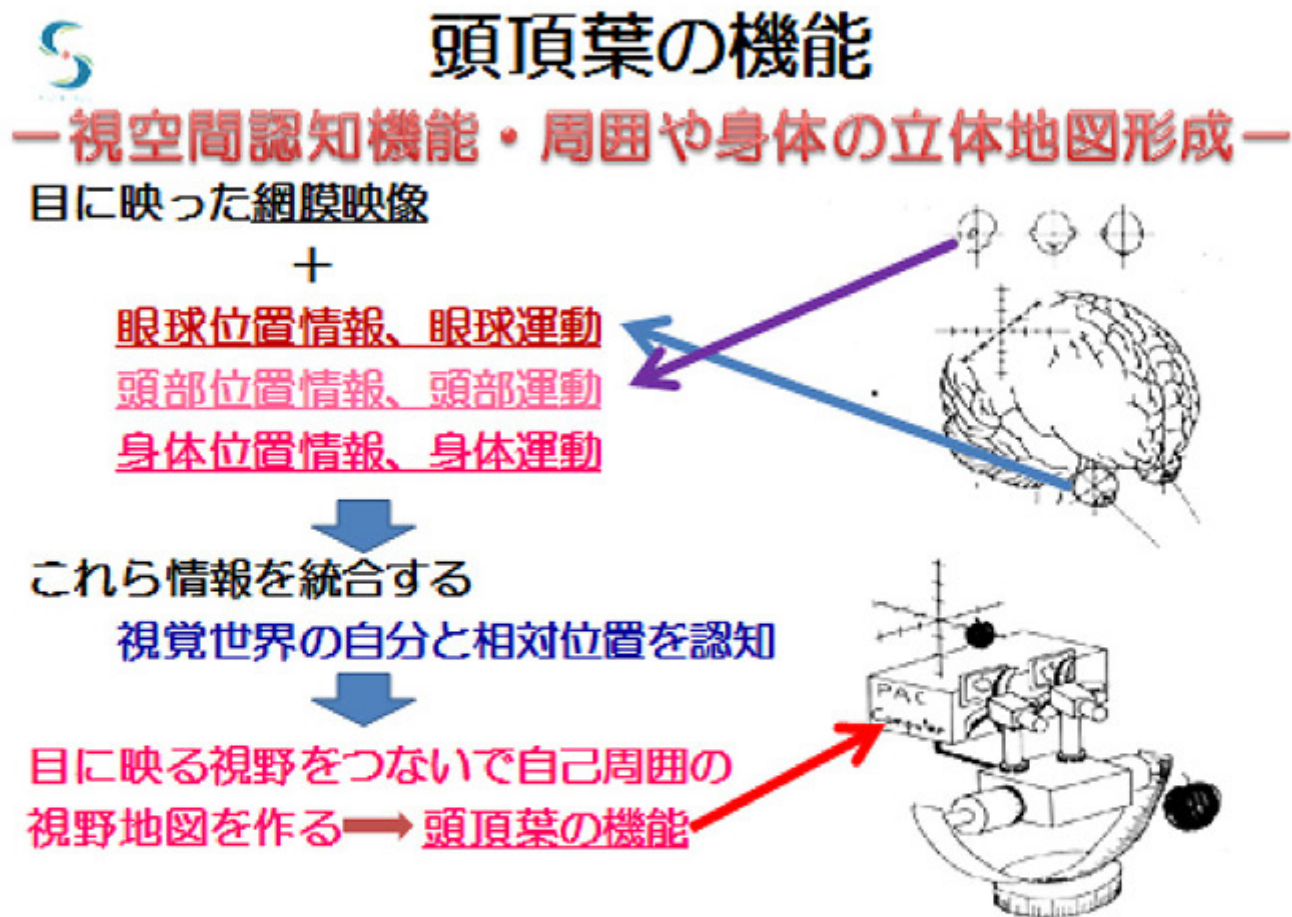 頭頂葉の機能
－視空間認知機能・周囲や身体の立体地図形成－
目に映った網膜映像
＋
眼球位置情報、眼球運動
頭部位置情報、頭部運動
身体位置情報、身体運動
これら情報を統合する
視覚世界の自分と相対位置を認知
PAC
Computer
目に映る視野をつないで自己周囲の
視野地図を作る➡頭頂葉の機能